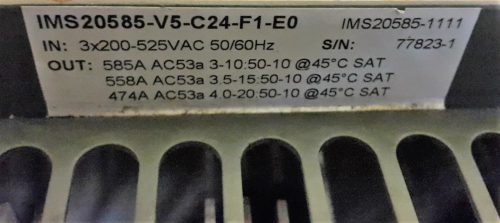 IMS20585-V5-C24-F1-E0 IMS20585-1111
IN: 3x200-525VAC 50/60Hz S/N: 77823-1
OUT: 585A AC53a 3-10:50-10 @45°C SAT
558A AC53a 3.5-15:50-10 @45°C SAT
474A AC53a 4.0-20:50-10 @45°C SAT